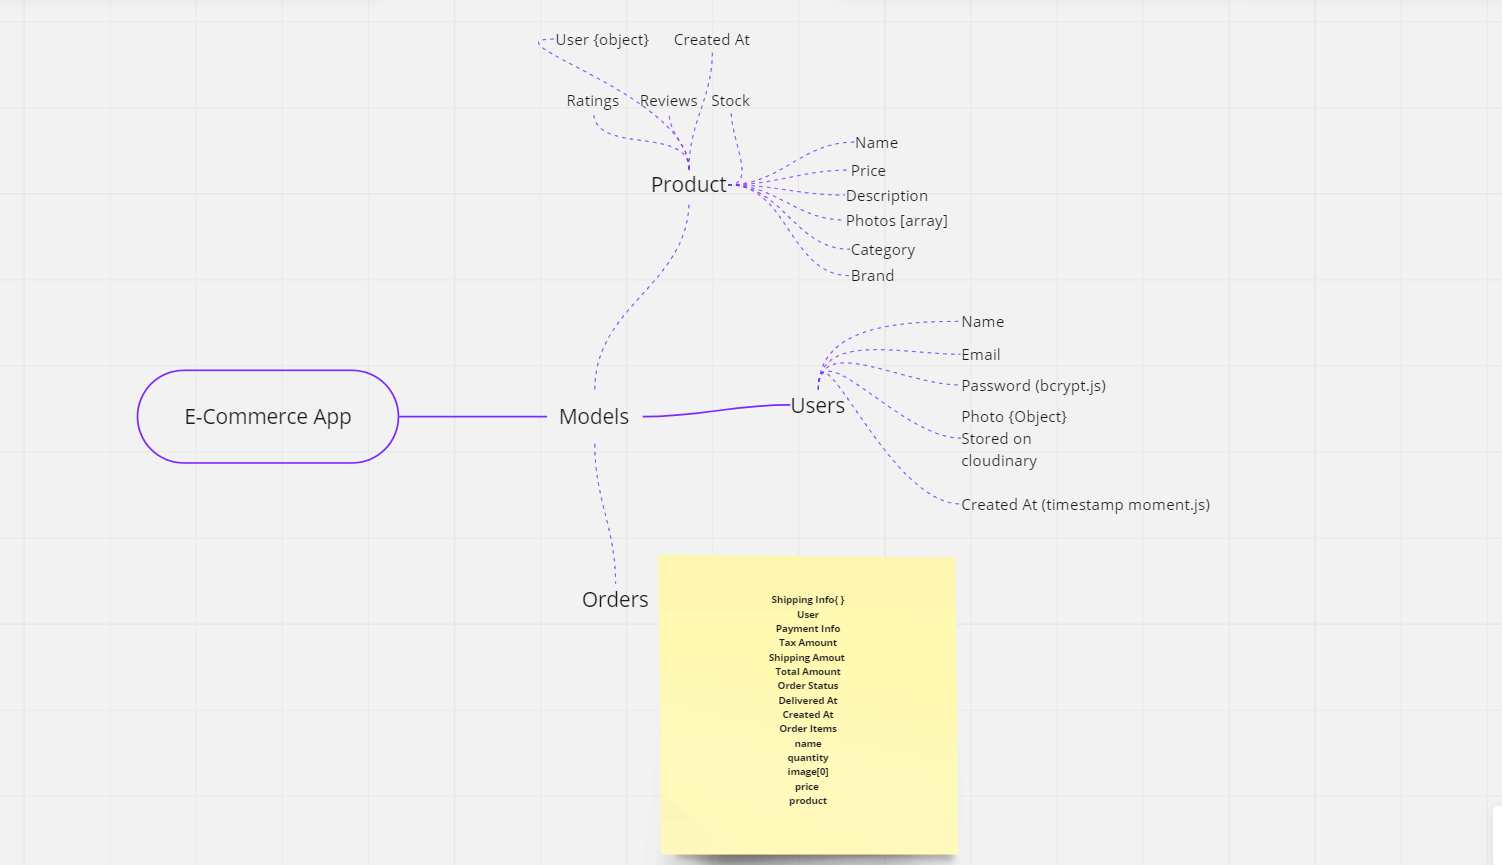 User {object}
Created At
Ratings
Reviews
Stock
Product
Name
Price
Description
Photos [array]
Category
Brand
E-Commerce App
Models
Users
Name
Email
Password (bcrypt.js)
Photo {Object}
Stored on
cloudinary
Created At (timestamp moment.js)
Orders
Shipping Info{ }
User
Payment Info
Tax Amount
Shipping Amout
Total Amount
Order Status
Delivered At
Created At
Order Items
name
quantity
image[0]
price
product